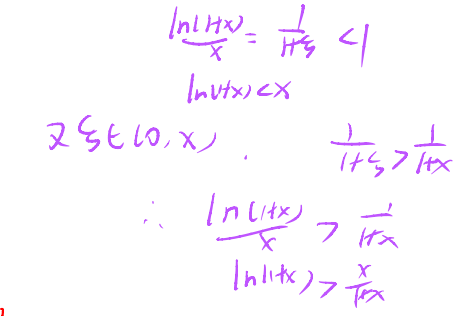 ln(1+x)/x = 1/(1+ξ) < 1
ln(1+x) < x
又ξ∈(0,x). 1/(1+ξ) > 1/(1+x)
∴ ln(1+x)/x > 1/(1+x)
ln(1+x) > x/(1+x)